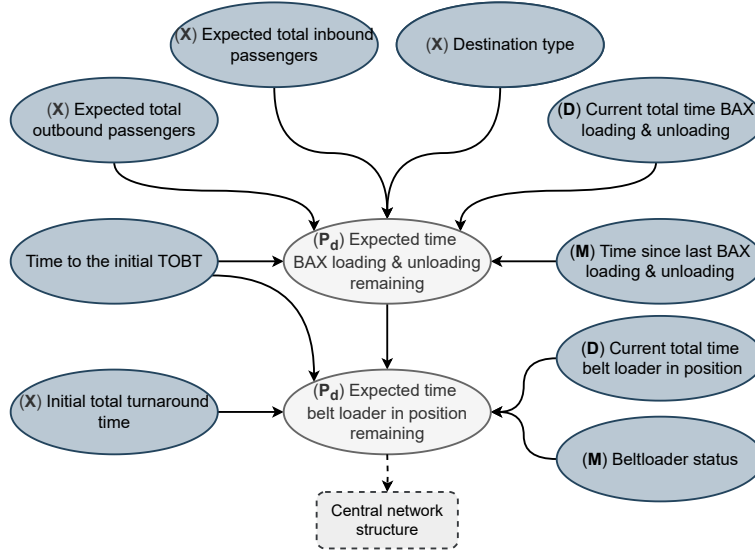 (X) Expected total inbound
passengers
(X) Destination type
(X) Expected total
outbound passengers
(D) Current total time BAX
loading & unloading
Time to the initial TOBT
(Pd) Expected time
BAX loading & unloading
remaining
(M) Time since last BAX
loading & unloading
(D) Current total time
belt loader in position
(X) Initial total turnaround
time
(Pd) Expected time
belt loader in position
remaining
(M) Beltloader status
Central network
structure